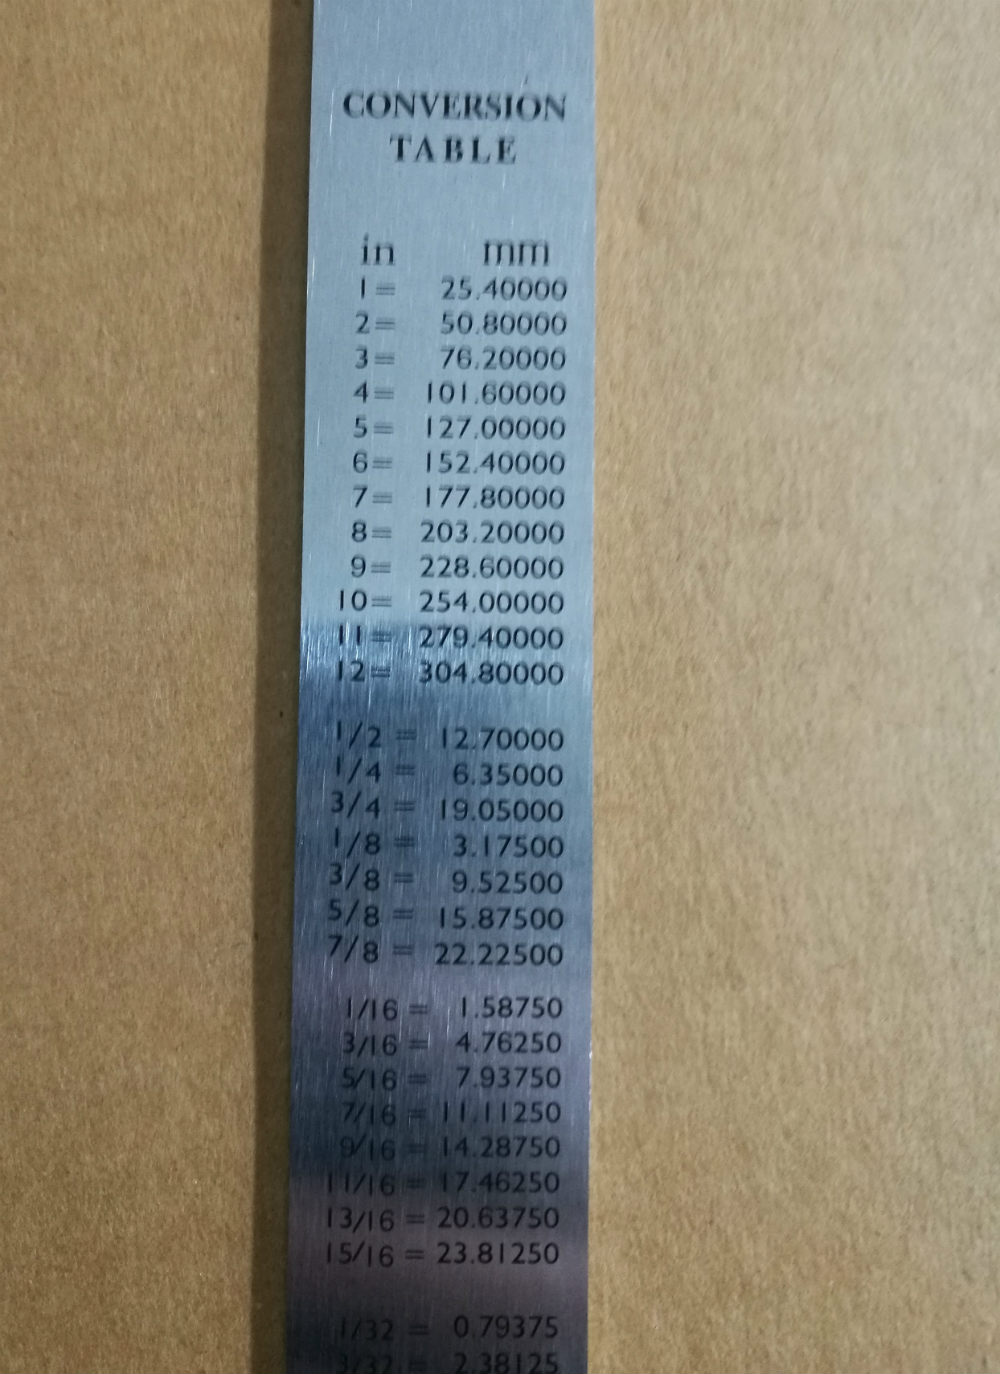 CONVERSION
TABLE
in mm
1= 25.40000
2= 50.80000
3= 76.20000
4= 101.60000
5= 127.00000
6= 152.40000
7= 177.80000
8= 203.20000
9= 228.60000
10= 254.00000
11= 279.40000
12= 304.80000
1/2 = 12.70000
1/4 = 6.35000
3/4 = 19.05000
1/8 = 3.17500
3/8 = 9.52500
5/8 = 15.87500
7/8 = 22.22500
1/16 = 1.58750
3/16 = 4.76250
5/16 = 7.93750
7/16 = 11.11250
9/16 = 14.28750
11/16 = 17.46250
13/16 = 20.63750
15/16 = 23.81250
1/32 = 0.79375
3/32 = 2.38125